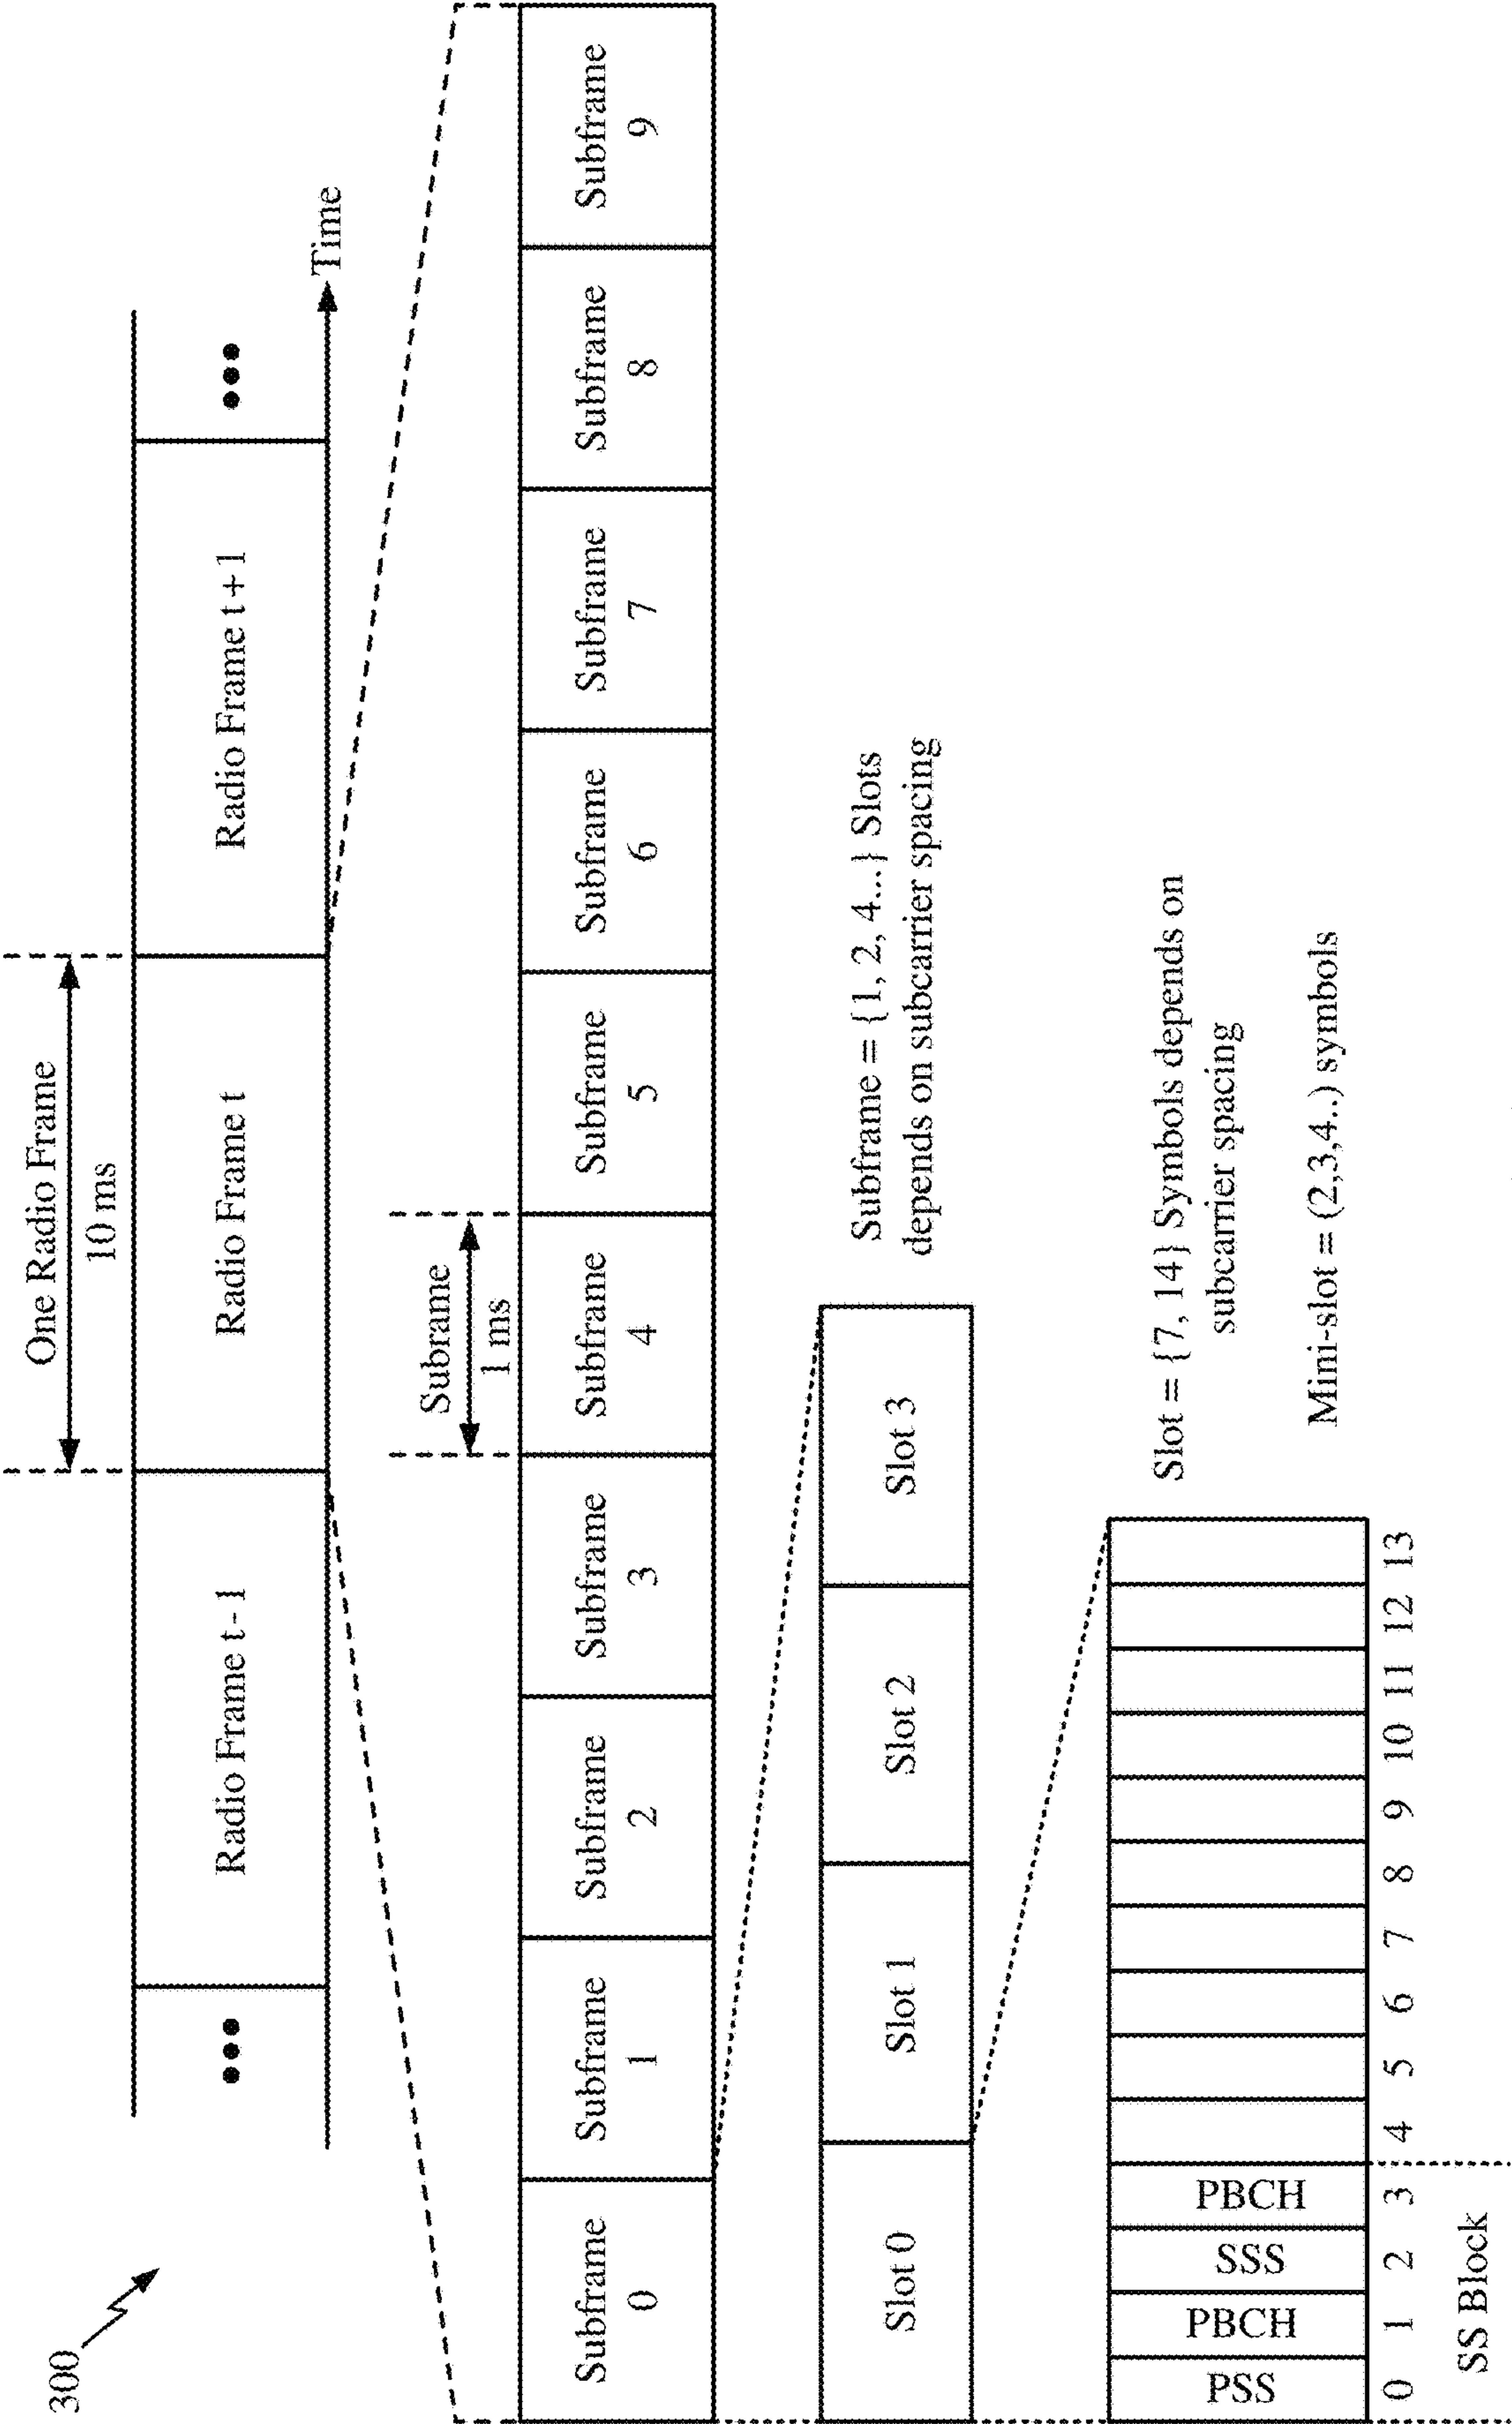 300
One Radio Frame
10 ms
Radio Frame t-1
Radio Frame t
Radio Frame t+1
Time
Subrame
1 ms
Subframe
0
Subframe
1
Subframe
2
Subframe
3
Subframe
4
Subframe
5
Subframe
6
Subframe
7
Subframe
8
Subframe
9
Slot 0
Slot 1
Slot 2
Slot 3
Subframe = {1, 2, 4...} Slots
depends on subcarrier spacing
PSS
PBCH
SSS
PBCH
0 1 2 3 4 5 6 7 8 9 10 11 12 13
SS Block
Slot = {7, 14} Symbols depends on
subcarrier spacing
Mini-slot = (2,3,4..) symbols